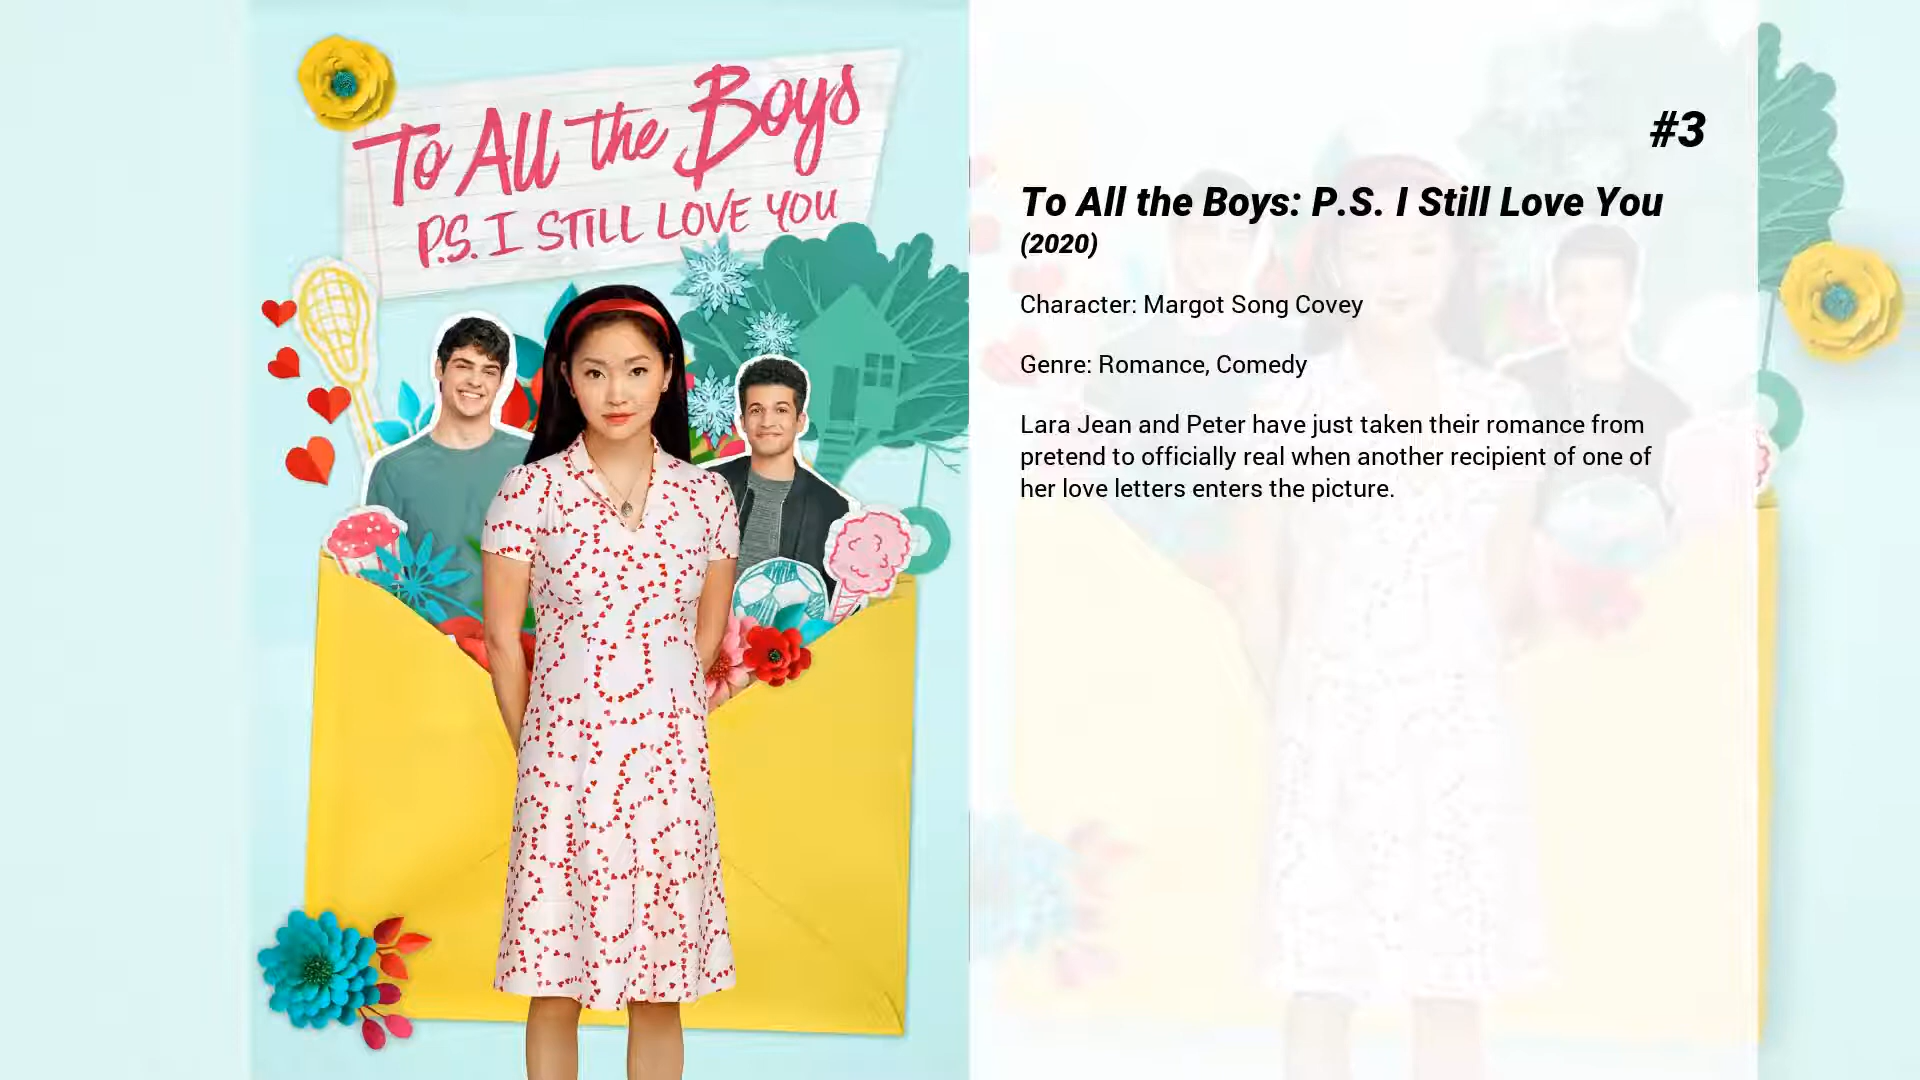 To All the Boys
P.S. I STILL LOVE YOU
#3
To All the Boys: P.S. I Still Love You
(2020)
Character: Margot Song Covey
Genre: Romance, Comedy
Lara Jean and Peter have just taken their romance from
pretend to officially real when another recipient of one of
her love letters enters the picture.